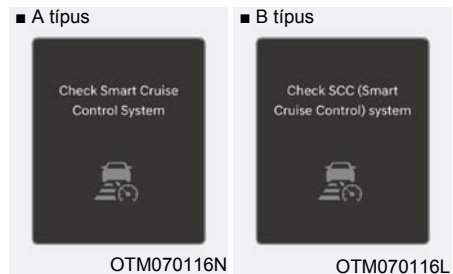 ■ A típus
Check Smart Cruise
Control System
OTM070116N
■ B típus
Check SCC (Smart
Cruise Control) system
OTM070116L